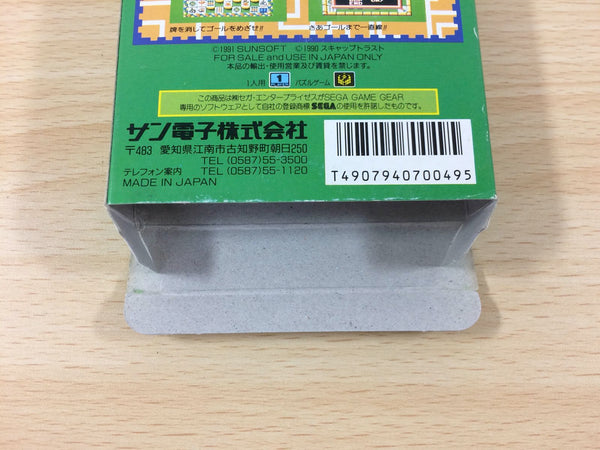 END
牌を消してゴールをめざせ!!
さあゴールまで一直線!!
©1991 SUNSOFT ©1990 スキャップトラスト
FOR SALE and USE IN JAPAN ONLY
本品の輸出・使用営業及び賃貸を禁じます。
1人用 1 パズルゲーム
この商品は㈱セガ・エンタープライゼスがSEGA GAME GEAR
専用のソフトウェアとして自社の登録商標 SEGA の使用を許諾したものです。
サン電子株式会社
〒483 愛知県江南市古知野町朝日250
TEL (0587)55-3500
テレフォン案内 TEL (0587)55-1120
MADE IN JAPAN
T4907940700495